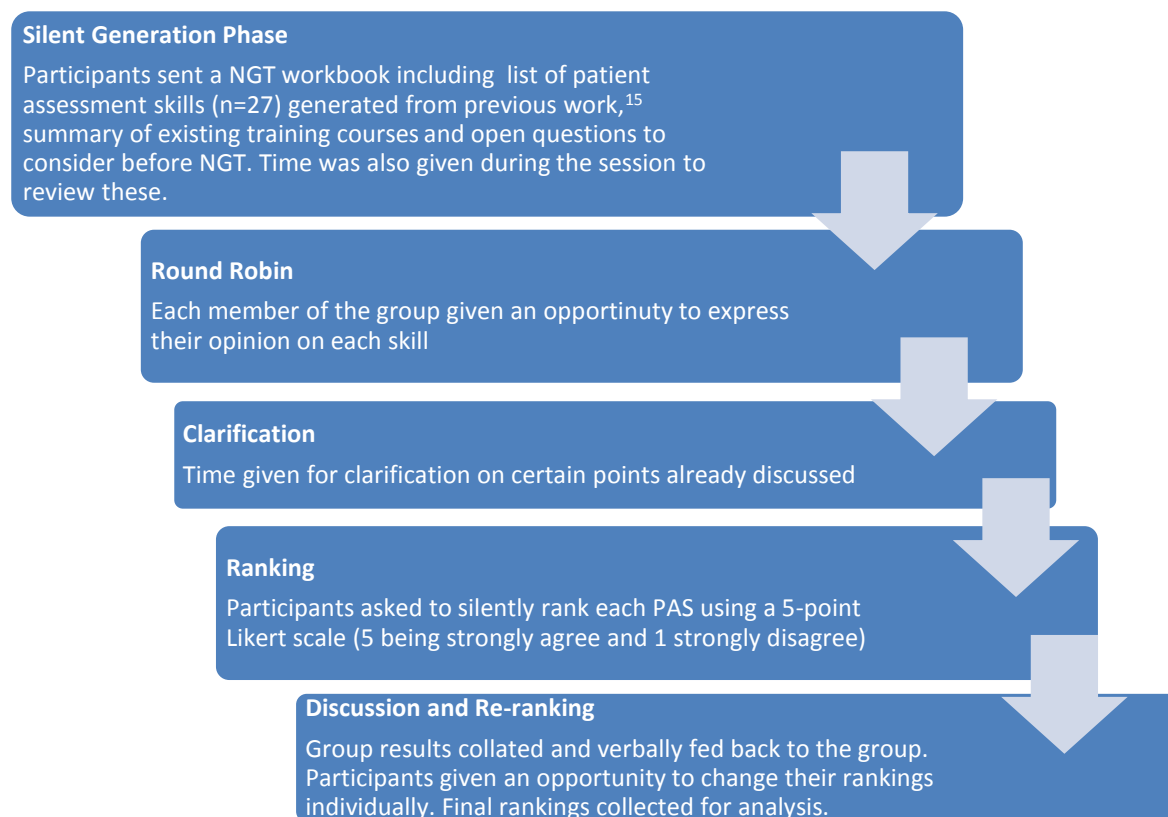 Silent Generation Phase
Participants sent a NGT workbook including  list of patient
assessment skills (n=27) generated from previous work,15
summary of existing training courses and open questions to
consider before NGT. Time was also given during the session to
review these.
Round Robin
Each member of the group given an opportinuty to express
their opinion on each skill
Clarification
Time given for clarification on certain points already discussed
Ranking
Participants asked to silently rank each PAS using a 5-point
Likert scale (5 being strongly agree and 1 strongly disagree)
Discussion and Re-ranking
Group results collated and verbally fed back to the group.
Participants given an opportunity to change their rankings
individually. Final rankings collected for analysis.